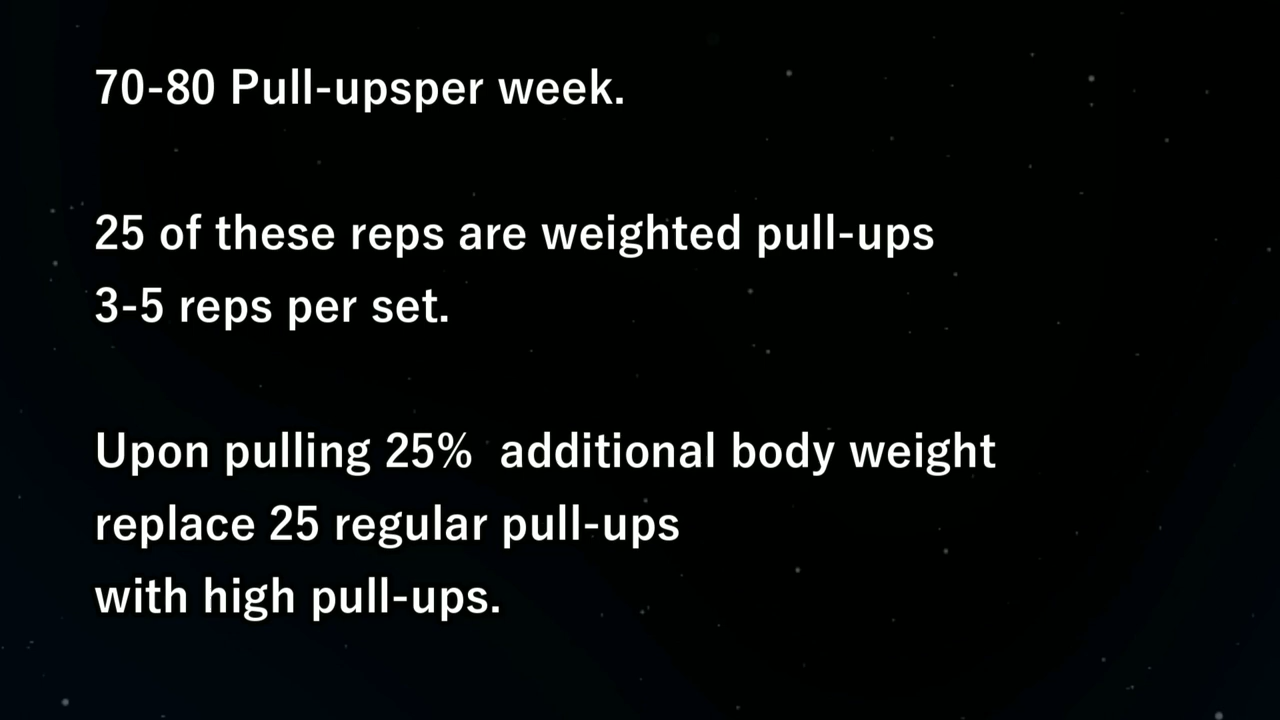 70-80 Pull-upsper week.
25 of these reps are weighted pull-ups
3-5 reps per set.
Upon pulling 25%  additional body weight
replace 25 regular pull-ups
with high pull-ups.